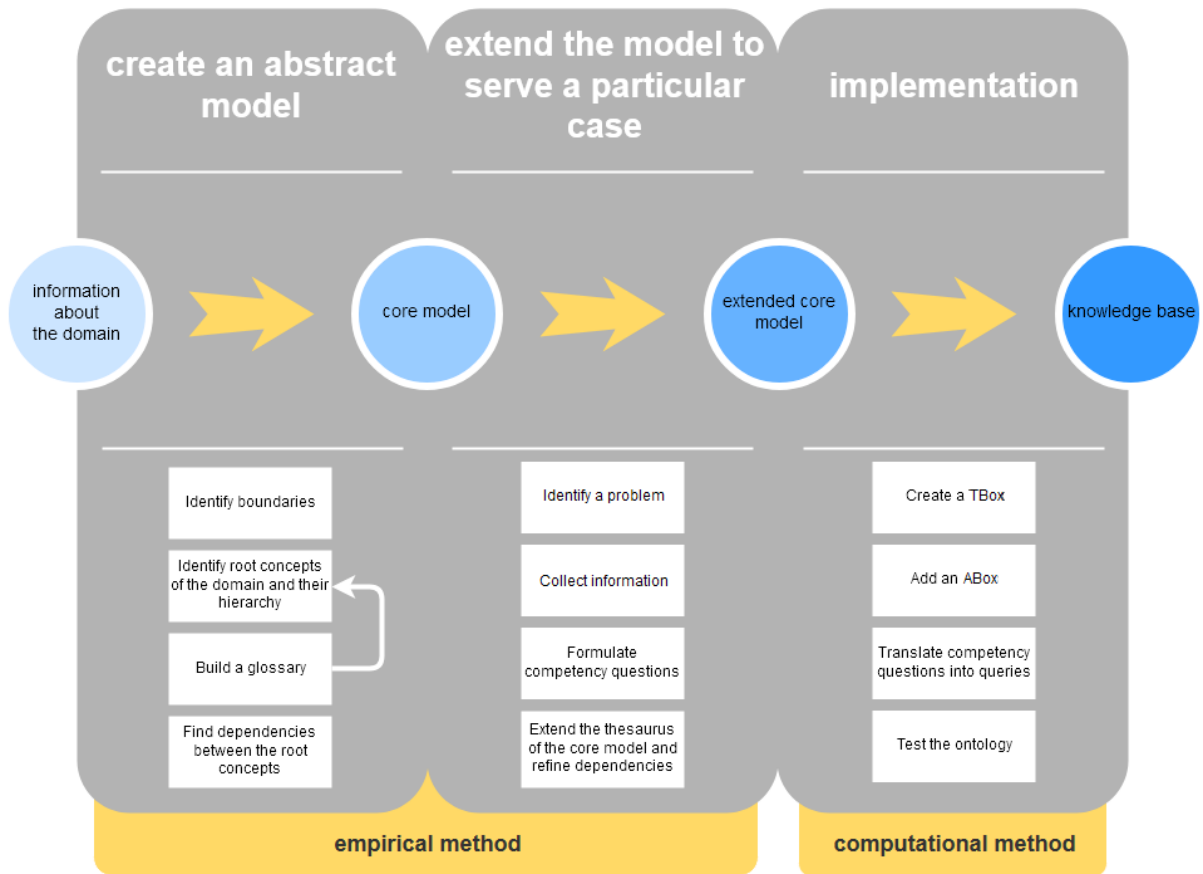 create an abstract
model
extend the model to
serve a particular
case
implementation
information
about
the domain
core model
extended core
model
knowledge base
Identify boundaries
Identify root concepts
of the domain and their
hierarchy
Build a glossary
Find dependencies
between the root
concepts
Identify a problem
Collect information
Formulate
competency questions
Extend the thesaurus
of the core model and
refine dependencies
Create a TBox
Add an ABox
Translate competency
questions into queries
Test the ontology
empirical method
computational method